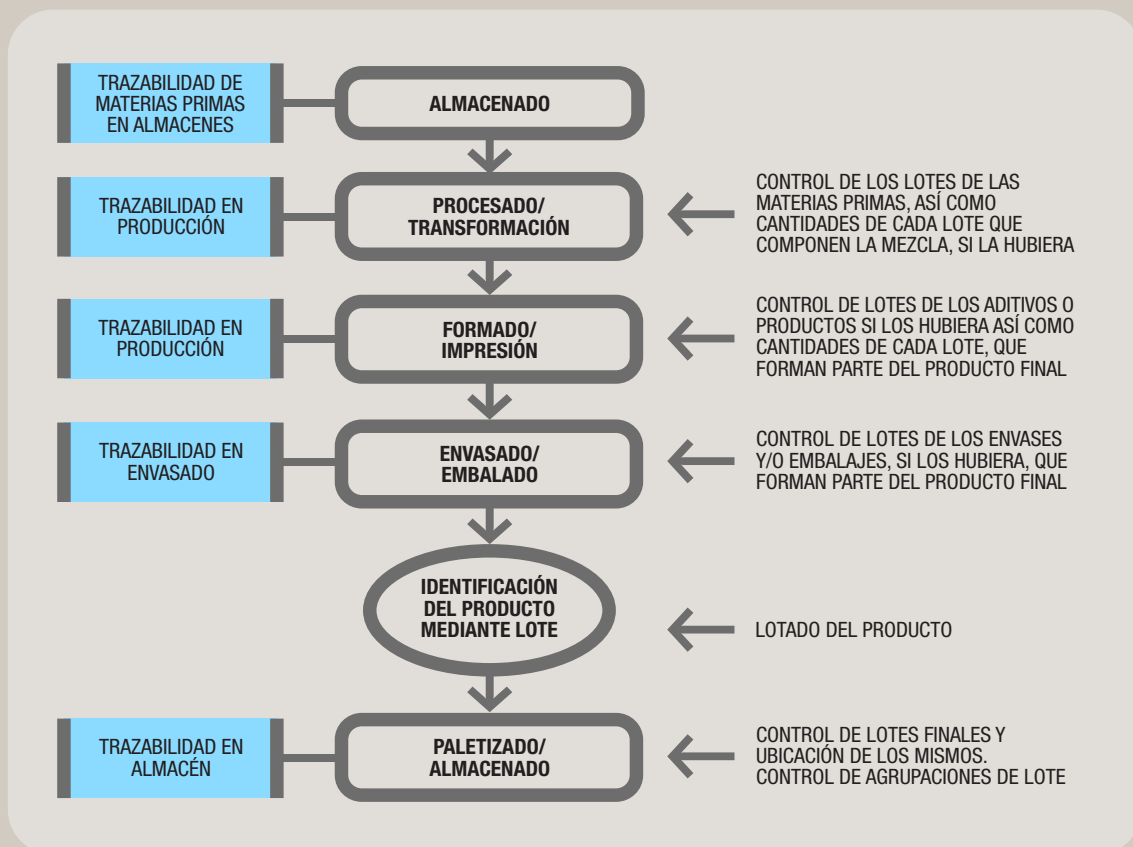 TRAZABILIDAD DE
MATERIAS PRIMAS
EN ALMACENES
ALMACENADO
TRAZABILIDAD EN
PRODUCCIÓN
PROCESADO/
TRANSFORMACIÓN
CONTROL DE LOS LOTES DE LAS
MATERIAS PRIMAS, ASÍ COMO
CANTIDADES DE CADA LOTE QUE
COMPONEN LA MEZCLA, SI LA HUBIERA
TRAZABILIDAD EN
PRODUCCIÓN
FORMADO/
IMPRESIÓN
CONTROL DE LOTES DE LOS ADITIVOS O
PRODUCTOS SI LOS HUBIERA ASÍ COMO
CANTIDADES DE CADA LOTE, QUE
FORMAN PARTE DEL PRODUCTO FINAL
TRAZABILIDAD EN
ENVASADO
ENVASADO/
EMBALADO
CONTROL DE LOTES DE LOS ENVASES
Y/O EMBALAJES, SI LOS HUBIERA, QUE
FORMAN PARTE DEL PRODUCTO FINAL
IDENTIFICACIÓN
DEL PRODUCTO
MEDIANTE LOTE
LOTADO DEL PRODUCTO
TRAZABILIDAD EN
ALMACÉN
PALETIZADO/
ALMACENADO
CONTROL DE LOTES FINALES Y
UBICACIÓN DE LOS MISMOS.
CONTROL DE AGRUPACIONES DE LOTE